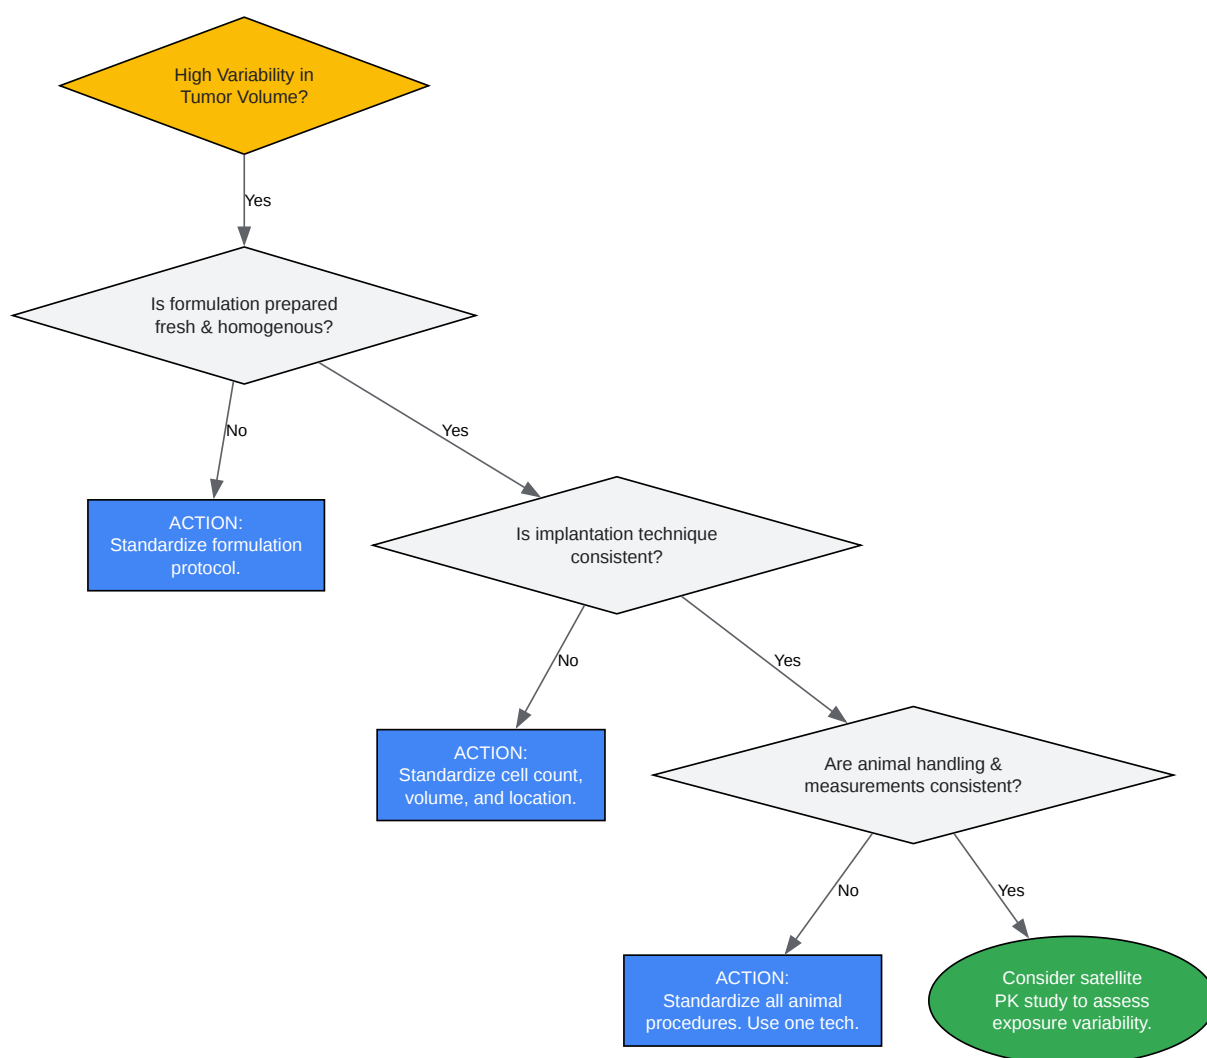 High Variability in
Tumor Volume?
Yes
Is formulation prepared
fresh & homogenous?
No
Yes
ACTION:
Standardize formulation
protocol.
Is implantation technique
consistent?
No
Yes
ACTION:
Standardize cell count,
volume, and location.
Are animal handling &
measurements consistent?
No
Yes
ACTION:
Standardize all animal
procedures. Use one tech.
Consider satellite
PK study to assess
exposure variability.